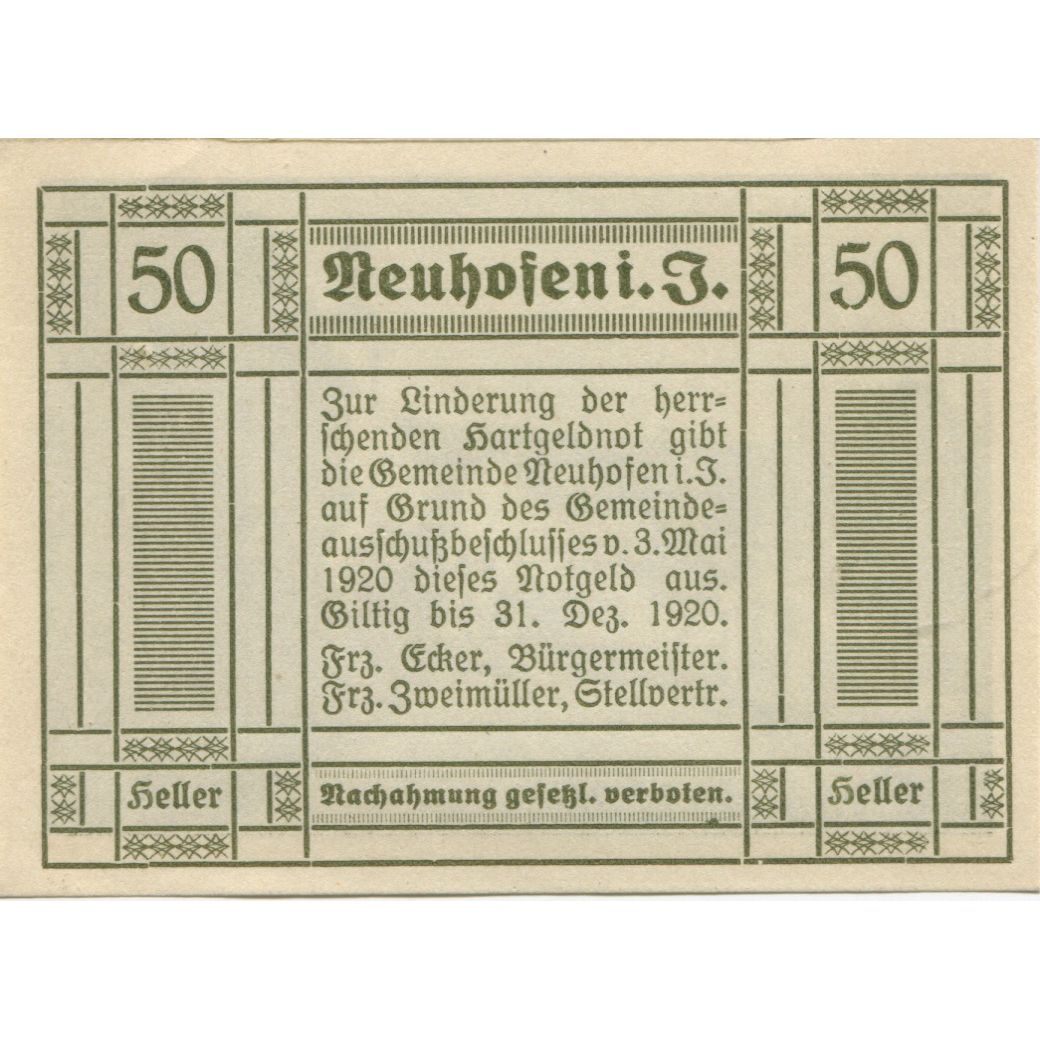 50
Neuhofen i. J.
50
Zur Linderung der herr=
schenden Hartgeldnot gibt
die Gemeinde Neuhofen i. J.
auf Grund des Gemeinde=
ausschußbeschlusses v. 3. Mai
1920 dieses Notgeld aus.
Giltig bis 31. Dez. 1920.
Frz. Ecker, Bürgermeister.
Frz. Zweimüller, Stellvertr.
Heller
Nachahmung gesetzl. verboten.
Heller